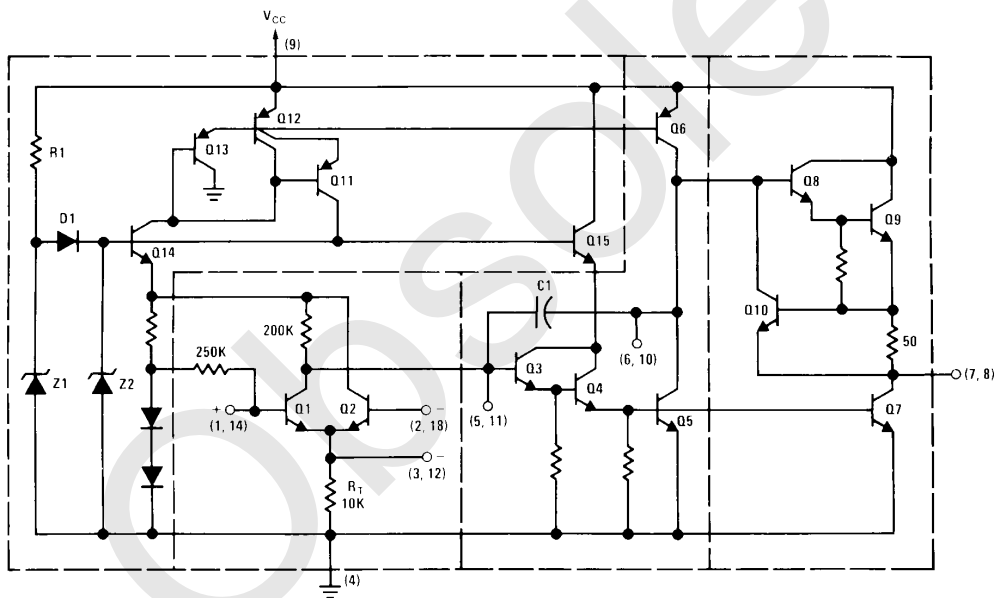 Obsolete
VCC
(9)
R1
D1
Q13
Q12
Q11
Q6
Q14
Q15
Q8
Q9
Q10
50
(7, 8)
Z1
Z2
250K
200K
C1
(6, 10)
Q3
Q4
Q5
Q7
+
(1, 14)
Q1
Q2
−
(2, 18)
−
(3, 12)
(5, 11)
RT
10K
(4)